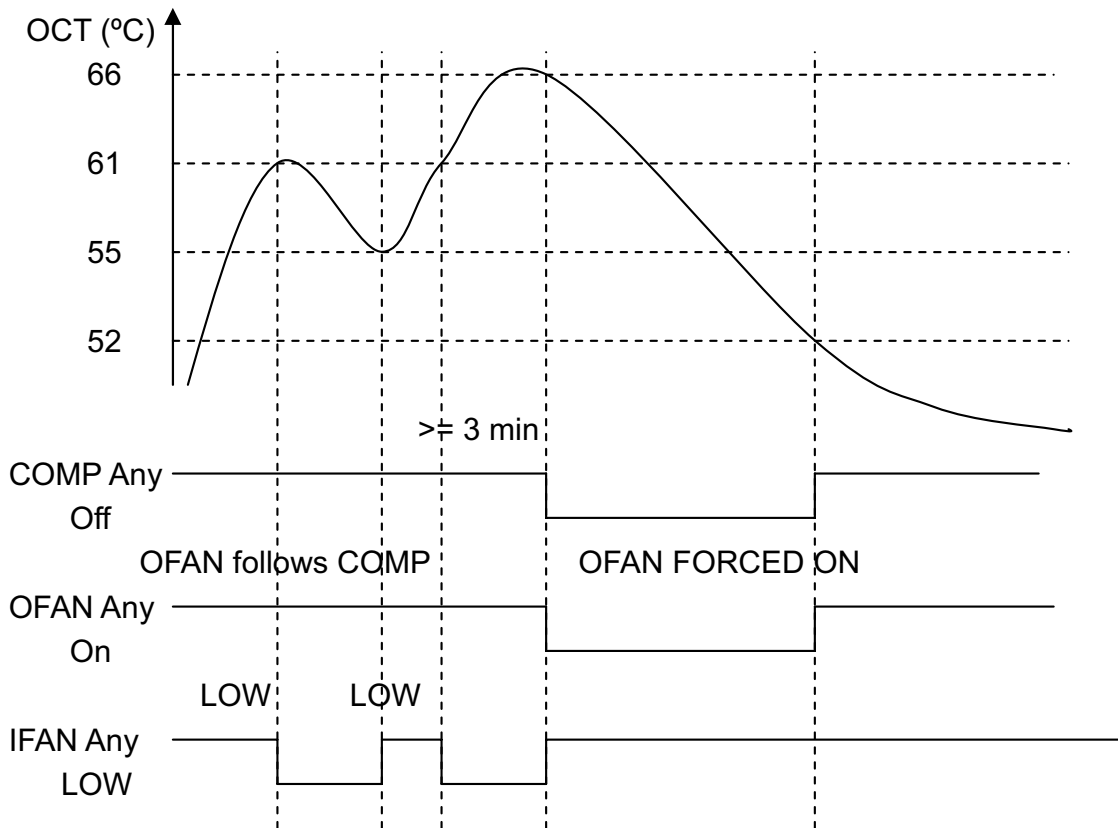 OCT (ºC)
66
61
55
52
>= 3 min
COMP Any
Off
OFAN follows COMP
OFAN FORCED ON
OFAN Any
On
LOW
LOW
IFAN Any
LOW